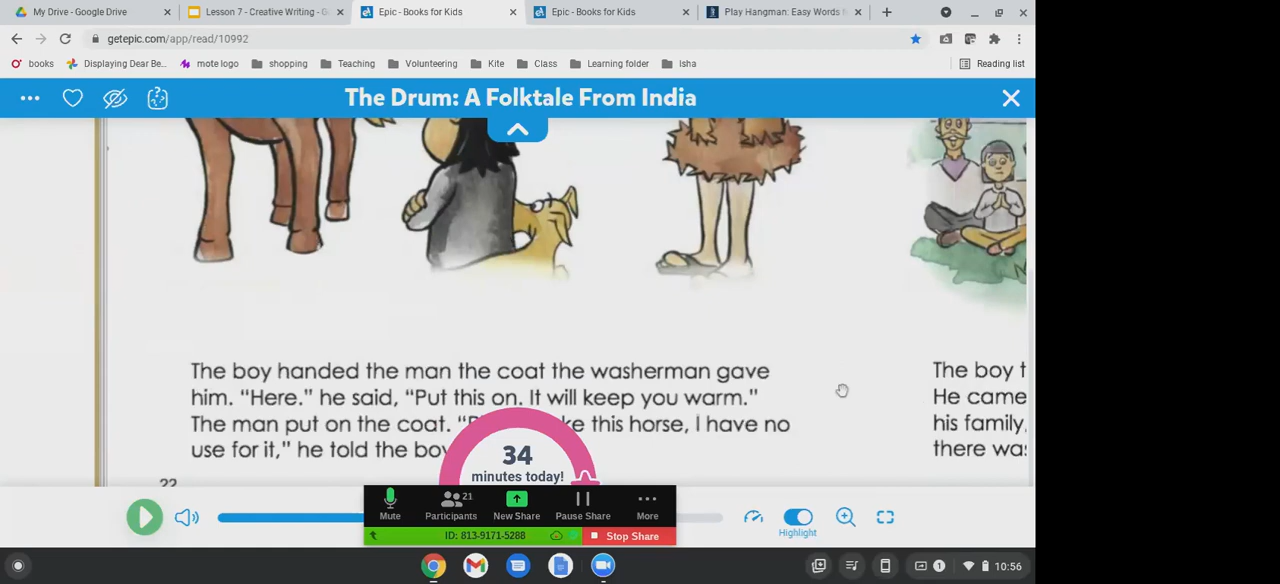 My Drive - Google Drive
Lesson 7 - Creative Writing - G
Epic - Books for Kids
Epic - Books for Kids
Play Hangman: Easy Words
getepic.com/app/read/10992
books
Displaying Dear Be...
mote logo
shopping
Teaching
Volunteering
Kite
Class
Learning folder
Isha
Reading list
The Drum: A Folktale From India
The boy handed the man the coat the washerman gave
him. “Here.” he said, “Put this on. It will keep you warm.”
The man put on the coat. ke this horse, I have no
use for it,” he told the boy
22
The boy t
He came
his family,
there was
34
minutes today!
Mute
Participants 21
New Share
Pause Share
More
ID: 813-9171-5288
Stop Share
Highlight
1
10:56